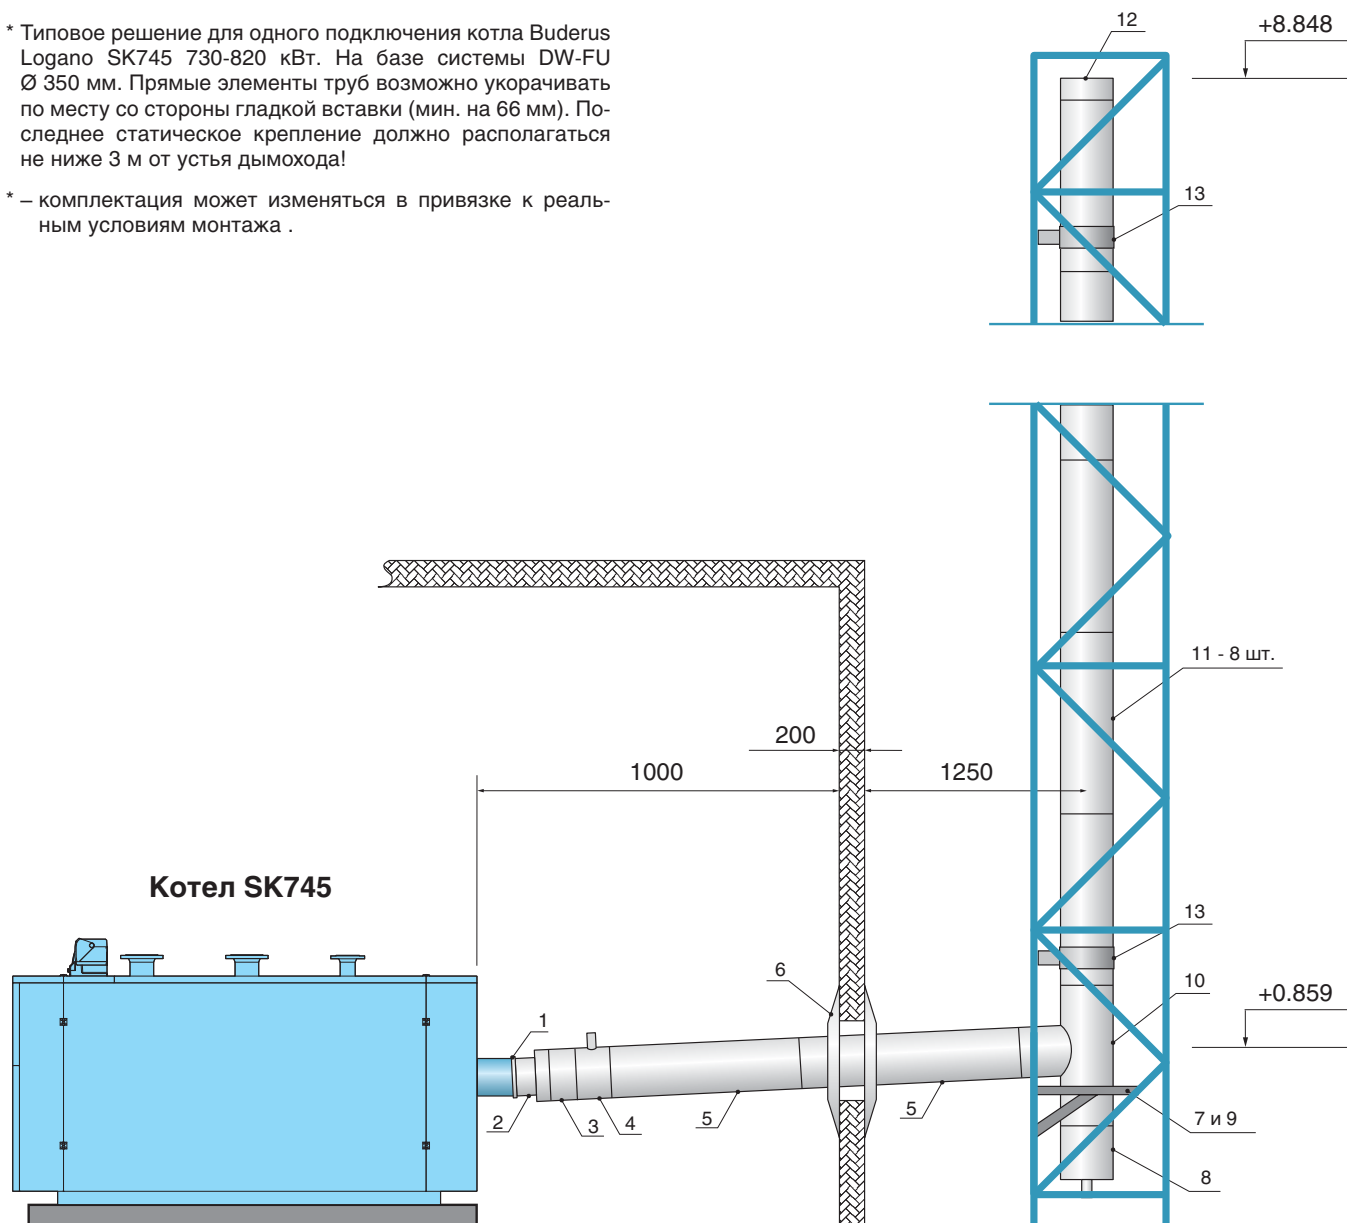 * Типовое решение для одного подключения котла Buderus
Logano SK745 730-820 кВт. На базе системы DW-FU
Ø 350 мм. Прямые элементы труб возможно укорачивать
по месту со стороны гладкой вставки (мин. на 66 мм). По-
следнее статическое крепление должно располагаться
не ниже 3 м от устья дымохода!
* – комплектация может изменяться в привязке к реаль-
ным условиям монтажа .
12
+8.848
13
11 - 8 шт.
200
1000
1250
Котел SK745
13
6
10
+0.859
1
2
3
4
5
5
7 и 9
8